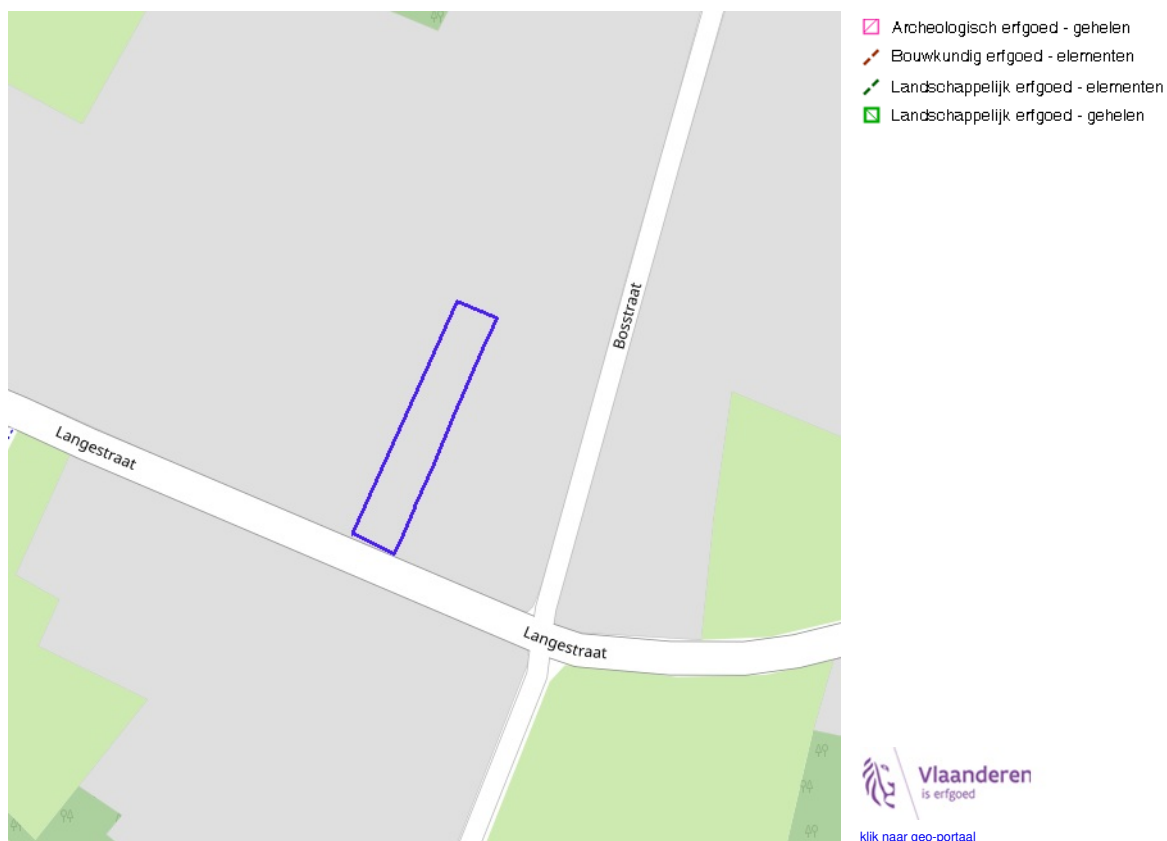 Archeologisch erfgoed - gehelen
Bouwkundig erfgoed - elementen
Landschappelijk erfgoed - elementen
Landschappelijk erfgoed - gehelen
Bosstraat
Langestraat
Langestraat
Vlaanderen
is erfgoed
klik naar geo-portaal